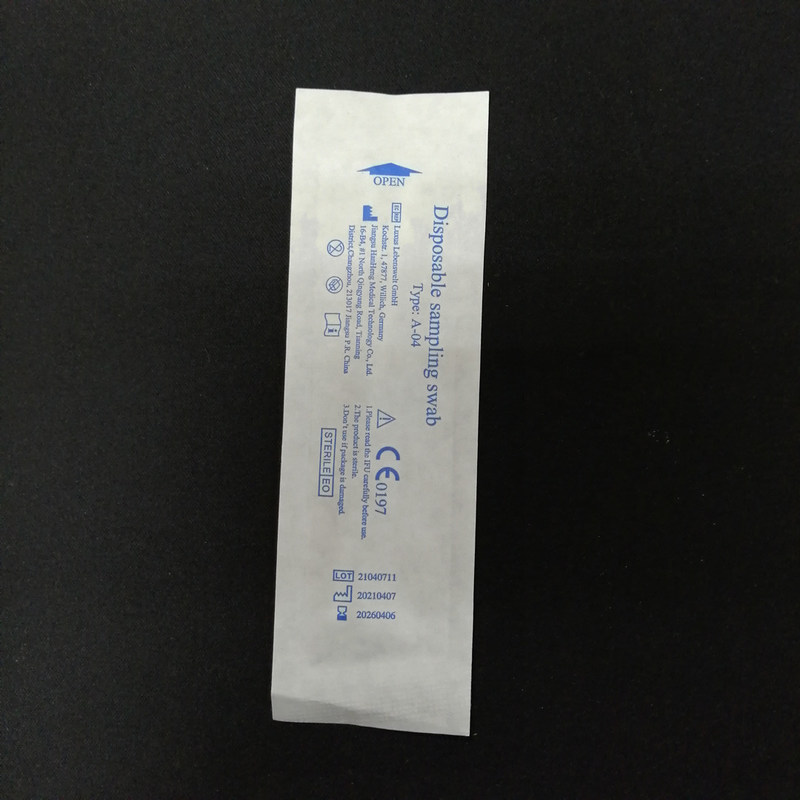 OPEN
Disposable sampling swab
Type: A-04
EC REP
Luxus Lebenswelt GmbH
Kochstr. 1, 47877, Willich, Germany
Jiangsu HanHeng Medical Technology Co., Ltd.
16-B4, #1 North Qingyang Road, Tianning
District,Changzhou, 213017 Jiangsu P.R. China
CE0197
1.Please read the IFU carefully before use.
2.The product is sterile.
3.Don't use if package is damaged.
STERILE EO
LOT 21040711
20210407
20260406